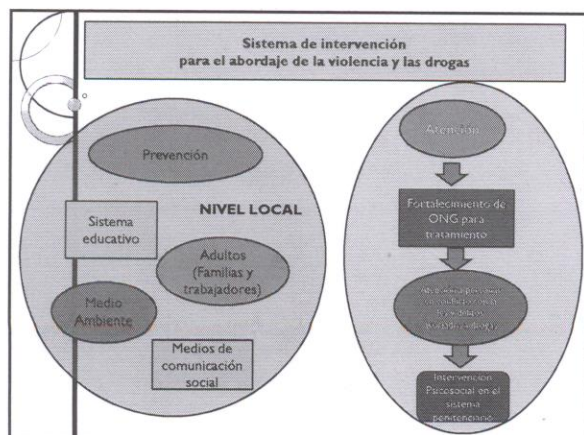 Sistema de intervención
para el abordaje de la violencia y las drogas
Prevención
NIVEL LOCAL
Sistema
educativo
Adultos
(Familias y
trabajadores)
Medio
Ambiente
Medios de
comunicación
social
Atención
Fortalecimiento de
ONG para
tratamiento
drogas
Intervención
Psicosocial en el
sistema
penitenciario